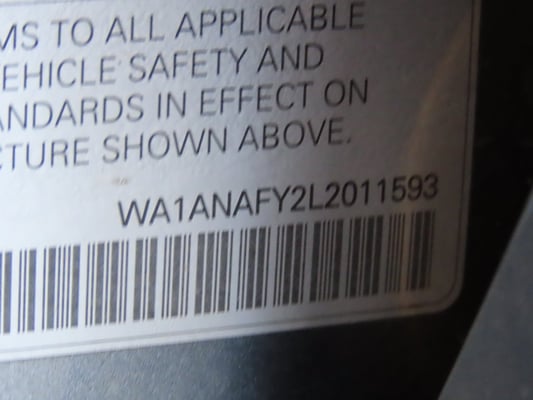 MS TO ALL APPLICABLE
EHICLE SAFETY AND
ANDARDS IN EFFECT ON
CTURE SHOWN ABOVE.
WA1ANAFY2L2011593